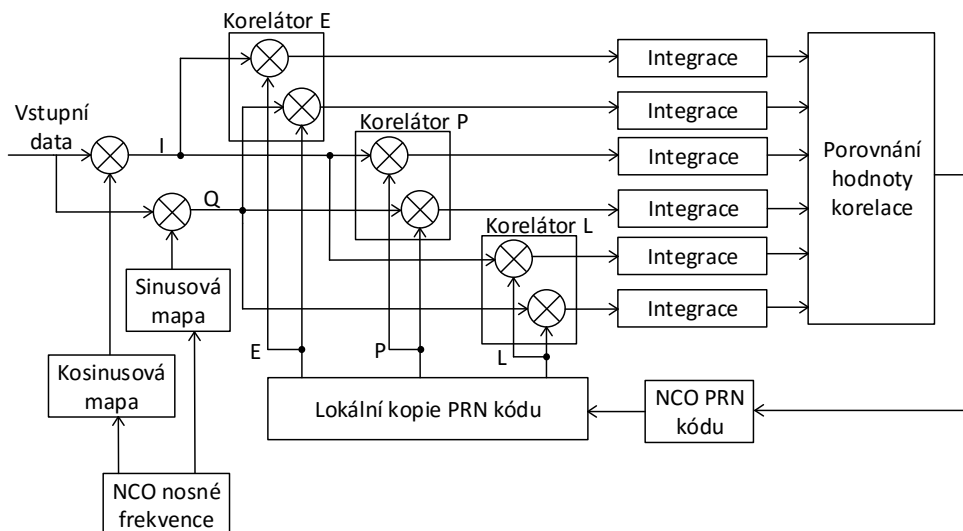 Korelátor E
Integrace
Integrace
Vstupní
data
I
Korelátor P
Integrace
Porovnání
hodnoty
korelace
Q
Integrace
Korelátor L
Integrace
Sinusová
mapa
Integrace
E
P
L
Kosinusová
mapa
Lokální kopie PRN kódu
NCO PRN
kódu
NCO nosné
frekvence